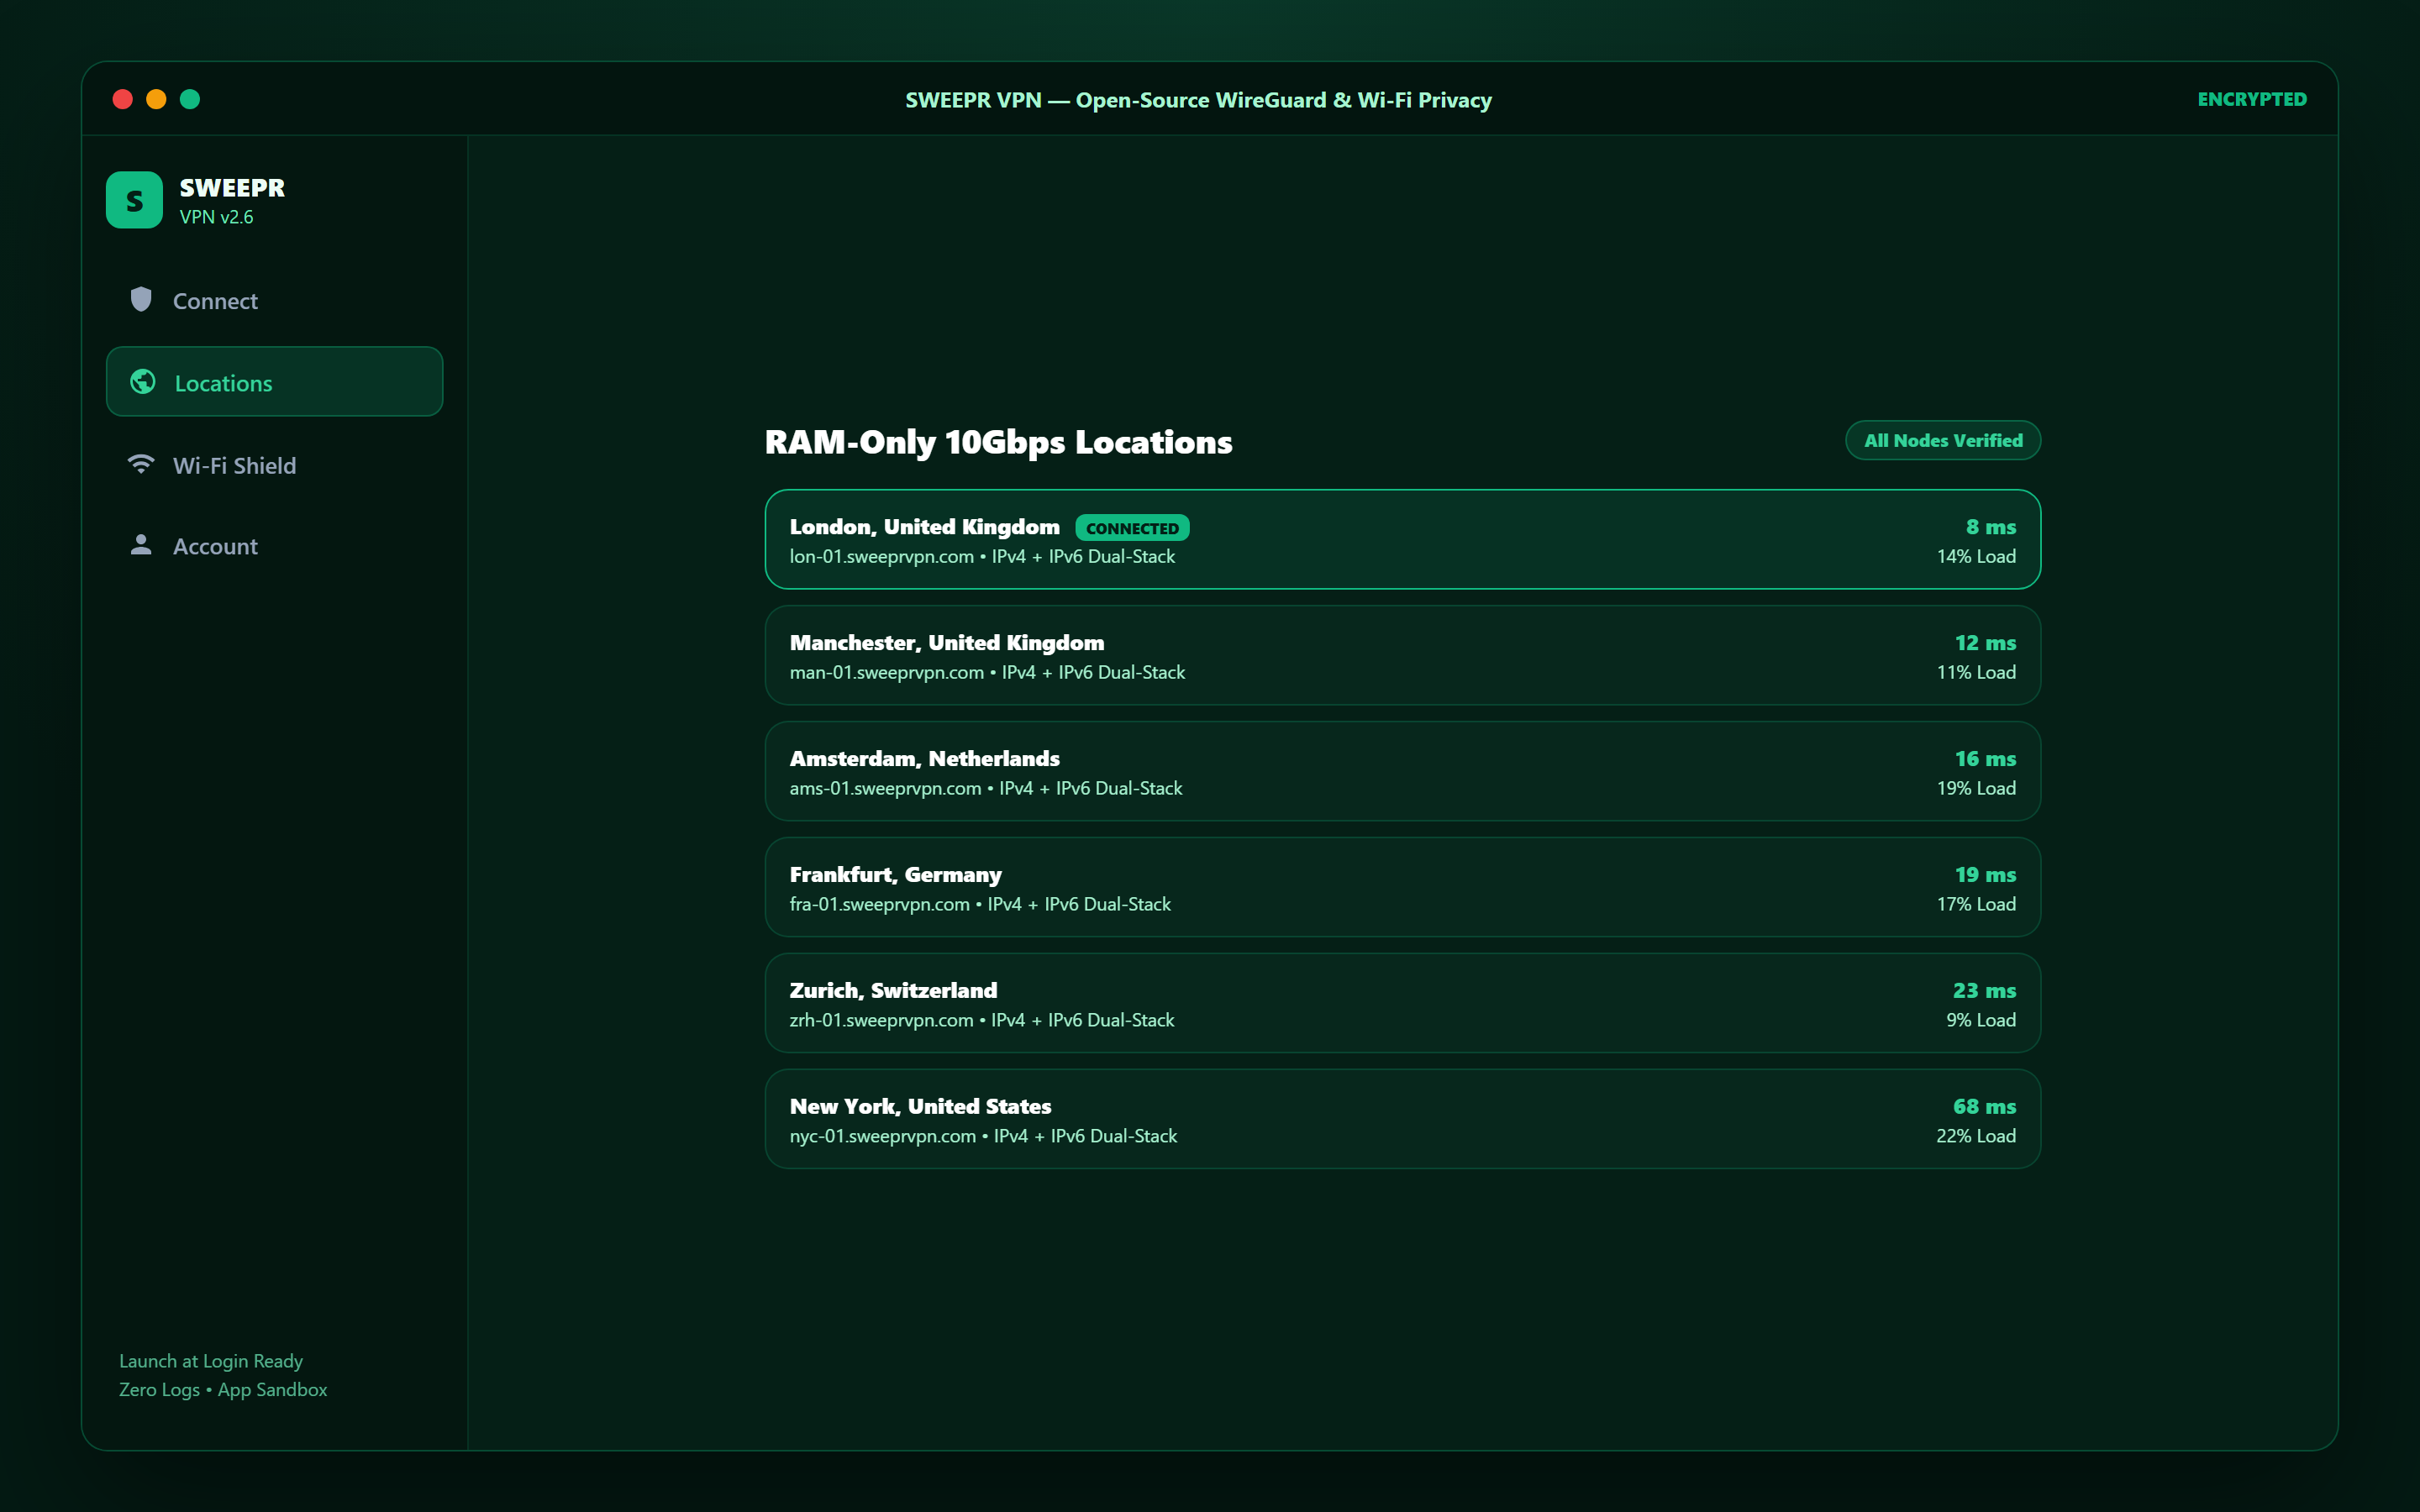 SWEEPR VPN — Open-Source WireGuard & Wi-Fi Privacy
ENCRYPTED
S
SWEEPR
VPN v2.6
Connect
Locations
Wi-Fi Shield
Account
Launch at Login Ready
Zero Logs • App Sandbox
RAM-Only 10Gbps Locations
All Nodes Verified
London, United Kingdom CONNECTED
8 ms
lon-01.sweeprvpn.com • IPv4 + IPv6 Dual-Stack
14% Load
Manchester, United Kingdom
12 ms
man-01.sweeprvpn.com • IPv4 + IPv6 Dual-Stack
11% Load
Amsterdam, Netherlands
16 ms
ams-01.sweeprvpn.com • IPv4 + IPv6 Dual-Stack
19% Load
Frankfurt, Germany
19 ms
fra-01.sweeprvpn.com • IPv4 + IPv6 Dual-Stack
17% Load
Zurich, Switzerland
23 ms
zrh-01.sweeprvpn.com • IPv4 + IPv6 Dual-Stack
9% Load
New York, United States
68 ms
nyc-01.sweeprvpn.com • IPv4 + IPv6 Dual-Stack
22% Load